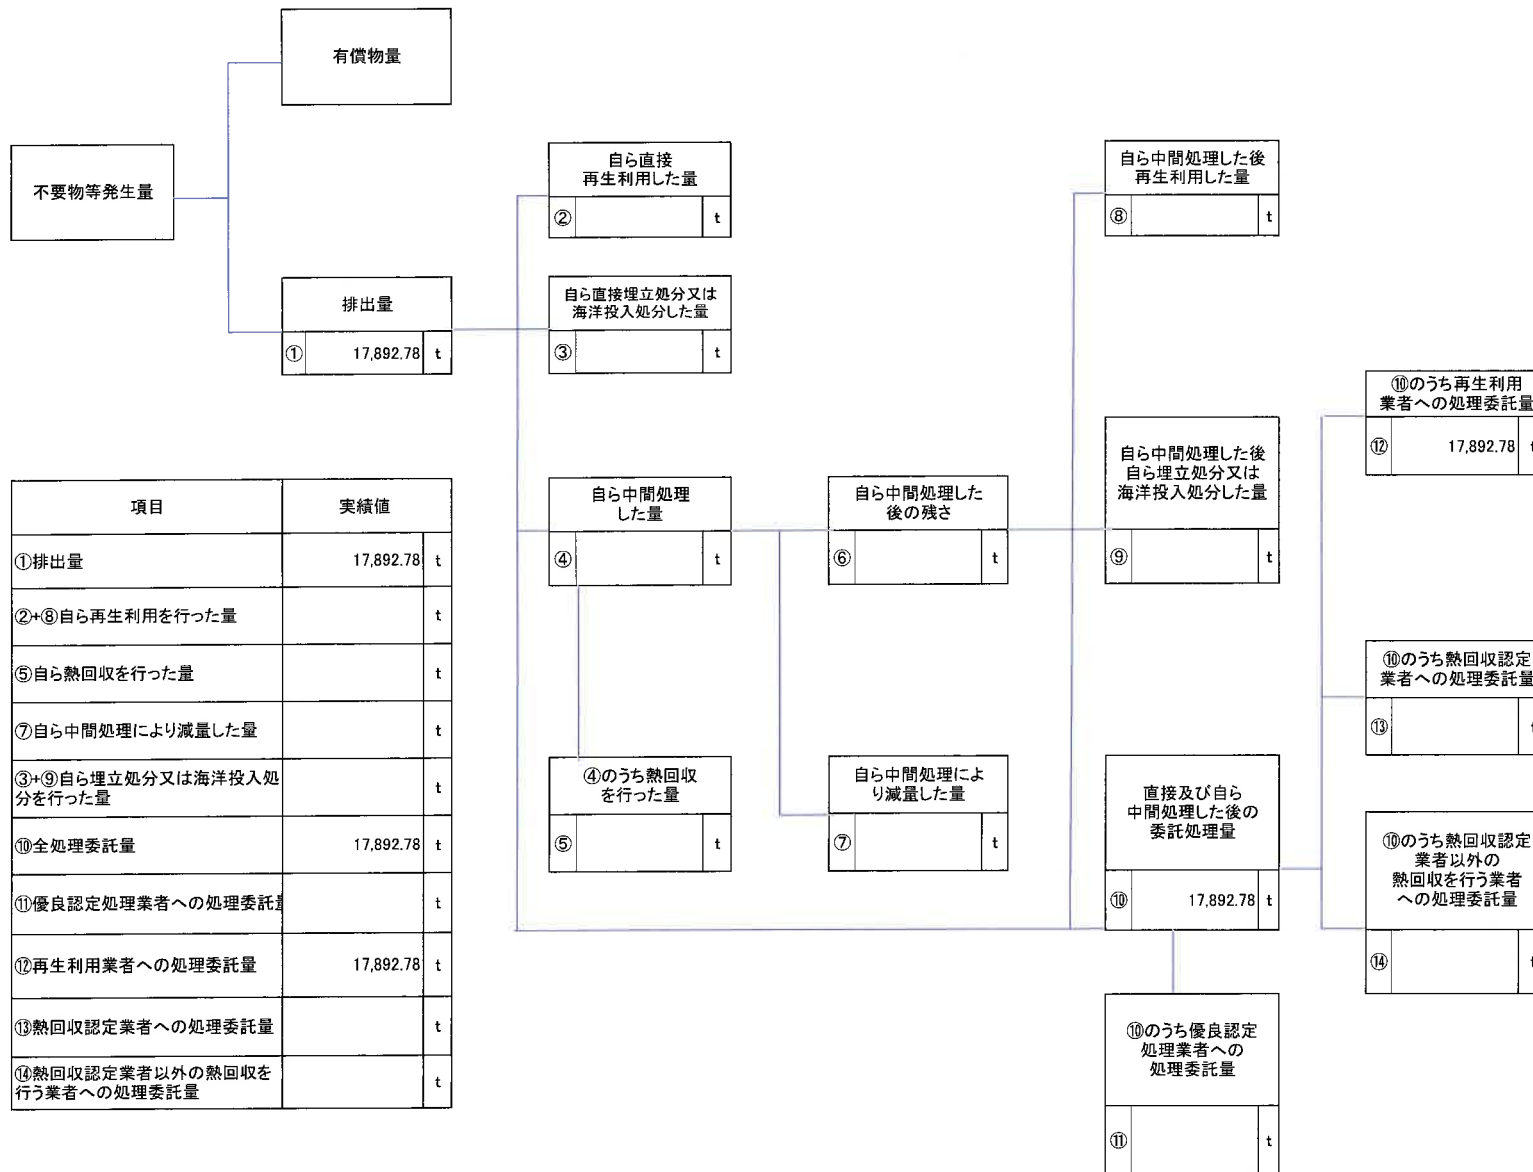 有償物量
不要物等発生量
排出量
① 17,892.78 t
自ら直接
再生利用した量
② t
自ら直接埋立処分又は
海洋投入処分した量
③ t
自ら中間処理
した量
④ t
④のうち熱回収
を行った量
⑤ t
自ら中間処理した
後の残さ
⑥ t
自ら中間処理によ
り減量した量
⑦ t
自ら中間処理した後
再生利用した量
⑧ t
自ら中間処理した後
自ら埋立処分又は
海洋投入処分した量
⑨ t
直接及び自ら
中間処理した後の
委託処理量
⑩ 17,892.78 t
⑩のうち優良認定
処理業者への
処理委託量
⑪ t
⑩のうち再生利用
業者への処理委託量
⑫ 17,892.78 t
⑩のうち熱回収認定
業者への処理委託量
⑬ t
⑩のうち熱回収認定
業者以外の
熱回収を行う業者
への処理委託量
⑭ t
項目 実績値
①排出量 17,892.78 t
②+⑧自ら再生利用を行った量 t
⑤自ら熱回収を行った量 t
⑦自ら中間処理により減量した量 t
③+⑨自ら埋立処分又は海洋投入処
分を行った量 t
⑩全処理委託量 17,892.78 t
⑪優良認定処理業者への処理委託量 t
⑫再生利用業者への処理委託量 17,892.78 t
⑬熱回収認定業者への処理委託量 t
⑭熱回収認定業者以外の熱回収を
行う業者への処理委託量 t